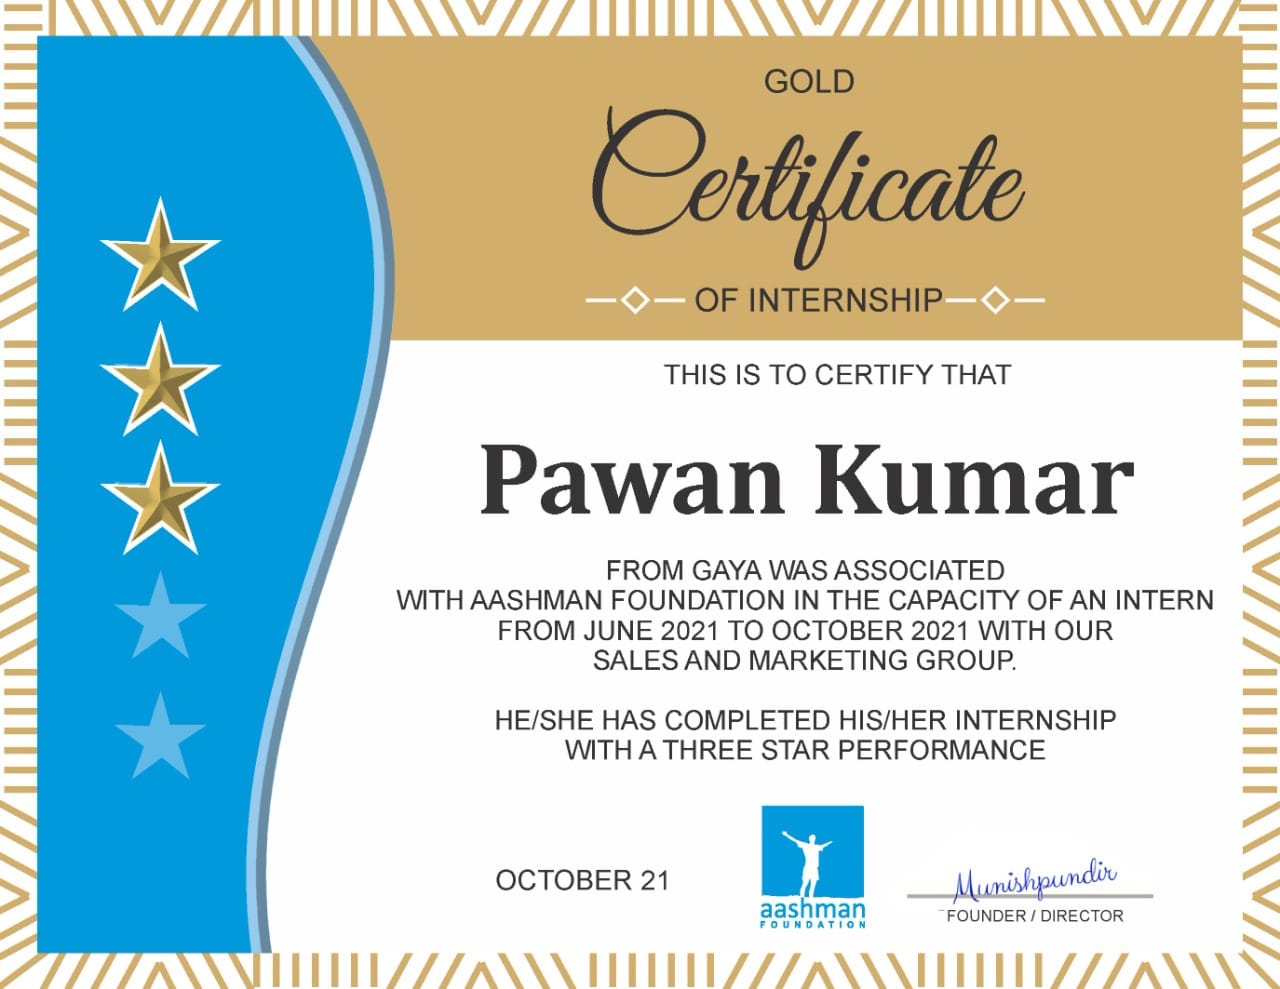 GOLD
Certificate
OF INTERNSHIP
THIS IS TO CERTIFY THAT
Pawan Kumar
FROM GAYA WAS ASSOCIATED
WITH AASHMAN FOUNDATION IN THE CAPACITY OF AN INTERN
FROM JUNE 2021 TO OCTOBER 2021 WITH OUR
SALES AND MARKETING GROUP.
HE/SHE HAS COMPLETED HIS/HER INTERNSHIP
WITH A THREE STAR PERFORMANCE
OCTOBER 21
aashman
FOUNDATION
Munishpundir
FOUNDER / DIRECTOR